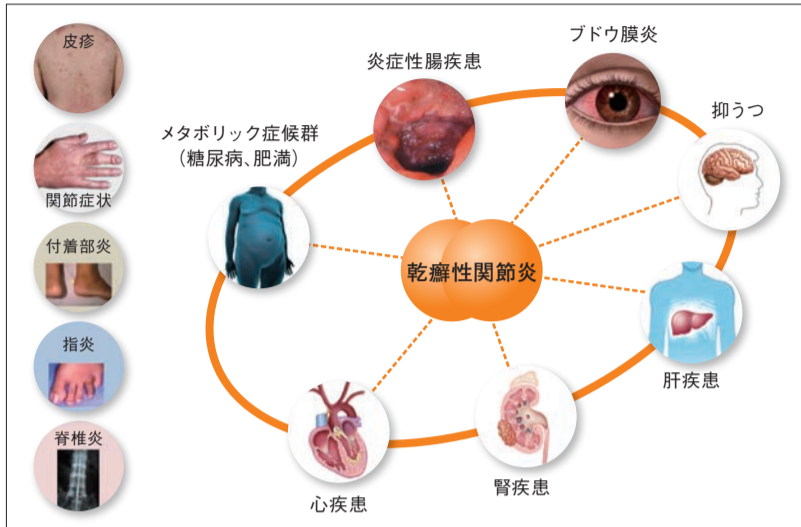 皮疹
関節症状
付着部炎
指炎
脊椎炎
ブドウ膜炎
炎症性腸疾患
抑うつ
メタボリック症候群
（糖尿病、肥満）
乾癬性関節炎
肝疾患
腎疾患
心疾患